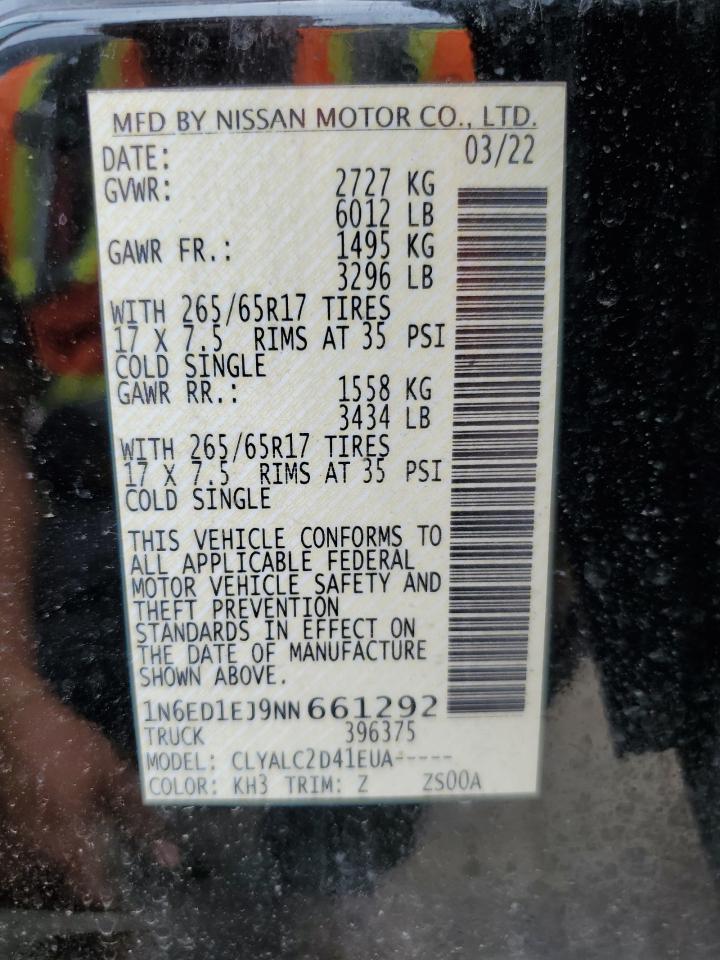 MFD BY NISSAN MOTOR CO., LTD.
DATE: 03/22
GVWR: 2727 KG
6012 LB
GAWR FR.: 1495 KG
3296 LB
WITH 265/65R17 TIRES
17 X 7.5 RIMS AT 35 PSI
COLD SINGLE
GAWR RR.: 1558 KG
3434 LB
WITH 265/65R17 TIRES
17 X 7.5 RIMS AT 35 PSI
COLD SINGLE
THIS VEHICLE CONFORMS TO
ALL APPLICABLE FEDERAL
MOTOR VEHICLE SAFETY AND
THEFT PREVENTION
STANDARDS IN EFFECT ON
THE DATE OF MANUFACTURE
SHOWN ABOVE.
1N6ED1EJ9NN661292
TRUCK 396375
MODEL: CLYALC2D41EUA-----
COLOR: KH3 TRIM: Z ZS00A